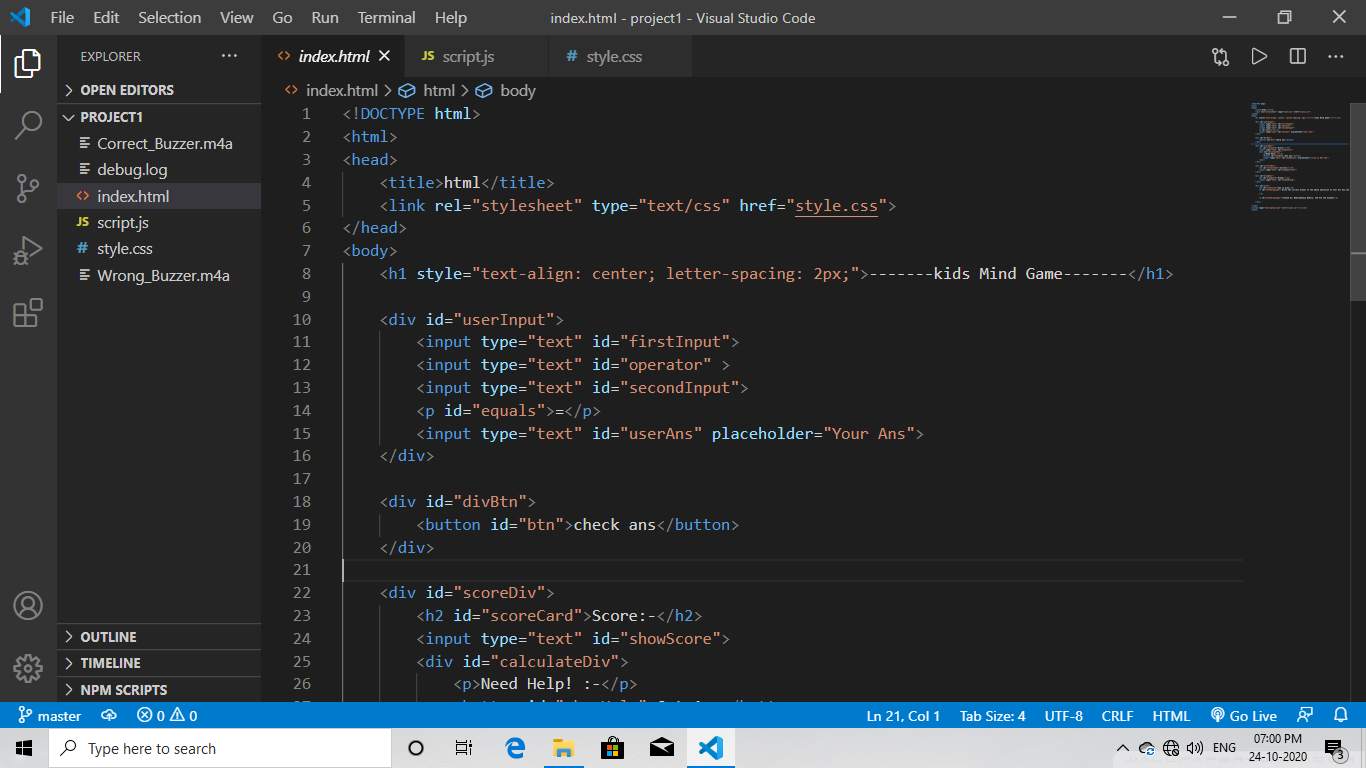 File Edit Selection View Go Run Terminal Help index.html - project1 - Visual Studio Code
EXPLORER ···
OPEN EDITORS
PROJECT1
Correct_Buzzer.m4a
debug.log
index.html
JS script.js
# style.css
Wrong_Buzzer.m4a
OUTLINE
TIMELINE
NPM SCRIPTS
<> index.html × JS script.js # style.css
<> index.html > html > body
1 <!DOCTYPE html>
2 <html>
3 <head>
4 <title>html</title>
5 <link rel="stylesheet" type="text/css" href="style.css">
6 </head>
7 <body>
8 <h1 style="text-align: center; letter-spacing: 2px;">-------kids Mind Game-------</h1>
9
10 <div id="userInput">
11 <input type="text" id="firstInput">
12 <input type="text" id="operator" >
13 <input type="text" id="secondInput">
14 <p id="equals">=</p>
15 <input type="text" id="userAns" placeholder="Your Ans">
16 </div>
17
18 <div id="divBtn">
19 <button id="btn">check ans</button>
20 </div>
21
22 <div id="scoreDiv">
23 <h2 id="scoreCard">Score:-</h2>
24 <input type="text" id="showScore">
25 <div id="calculateDiv">
26 <p>Need Help! :-</p>
master 0 0 Ln 21, Col 1 Tab Size: 4 UTF-8 CRLF HTML Go Live
Type here to search ENG 07:00 PM
24-10-2020 3